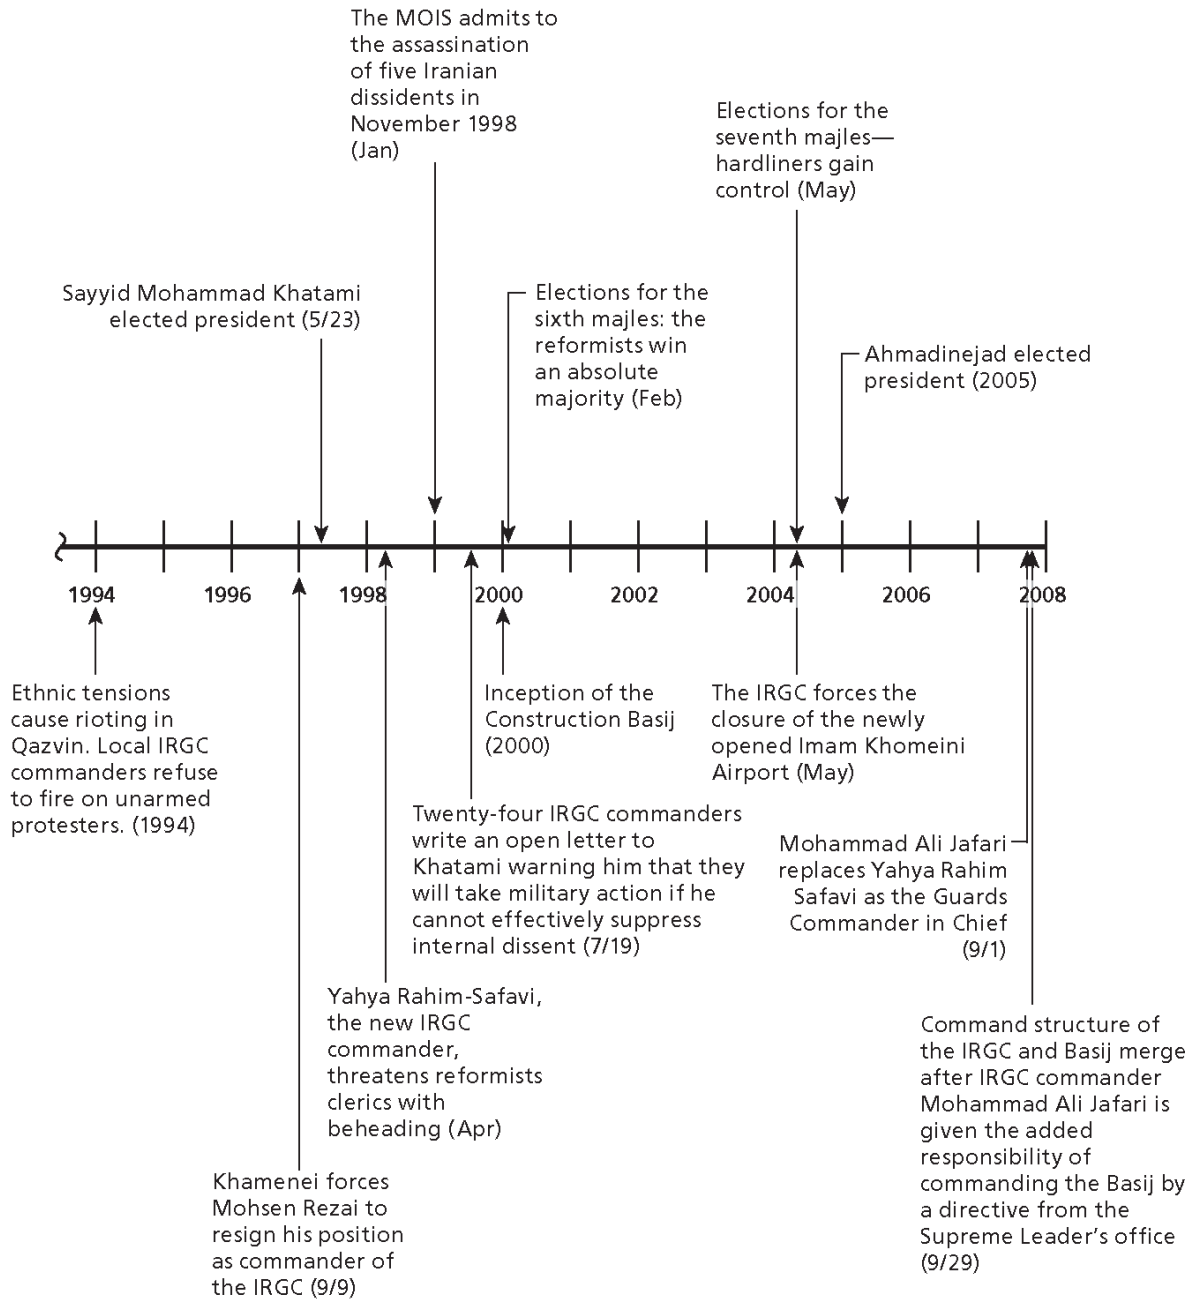 The MOIS admits to
the assassination
of five Iranian
dissidents in
November 1998
(Jan)
Elections for the
seventh majles—
hardliners gain
control (May)
Sayyid Mohammad Khatami
elected president (5/23)
Elections for the
sixth majles: the
reformists win
an absolute
majority (Feb)
Ahmadinejad elected
president (2005)
1994
1996
1998
2000
2002
2004
2006
2008
Ethnic tensions
cause rioting in
Qazvin. Local IRGC
commanders refuse
to fire on unarmed
protesters. (1994)
Inception of the
Construction Basij
(2000)
The IRGC forces the
closure of the newly
opened Imam Khomeini
Airport (May)
Twenty-four IRGC commanders
write an open letter to
Khatami warning him that they
will take military action if he
cannot effectively suppress
internal dissent (7/19)
Mohammad Ali Jafari
replaces Yahya Rahim
Safavi as the Guards
Commander in Chief
(9/1)
Yahya Rahim-Safavi,
the new IRGC
commander,
threatens reformists
clerics with
beheading (Apr)
Command structure of
the IRGC and Basij merge
after IRGC commander
Mohammad Ali Jafari is
given the added
responsibility of
commanding the Basij by
a directive from the
Supreme Leader’s office
(9/29)
Khamenei forces
Mohsen Rezai to
resign his position
as commander of
the IRGC (9/9)